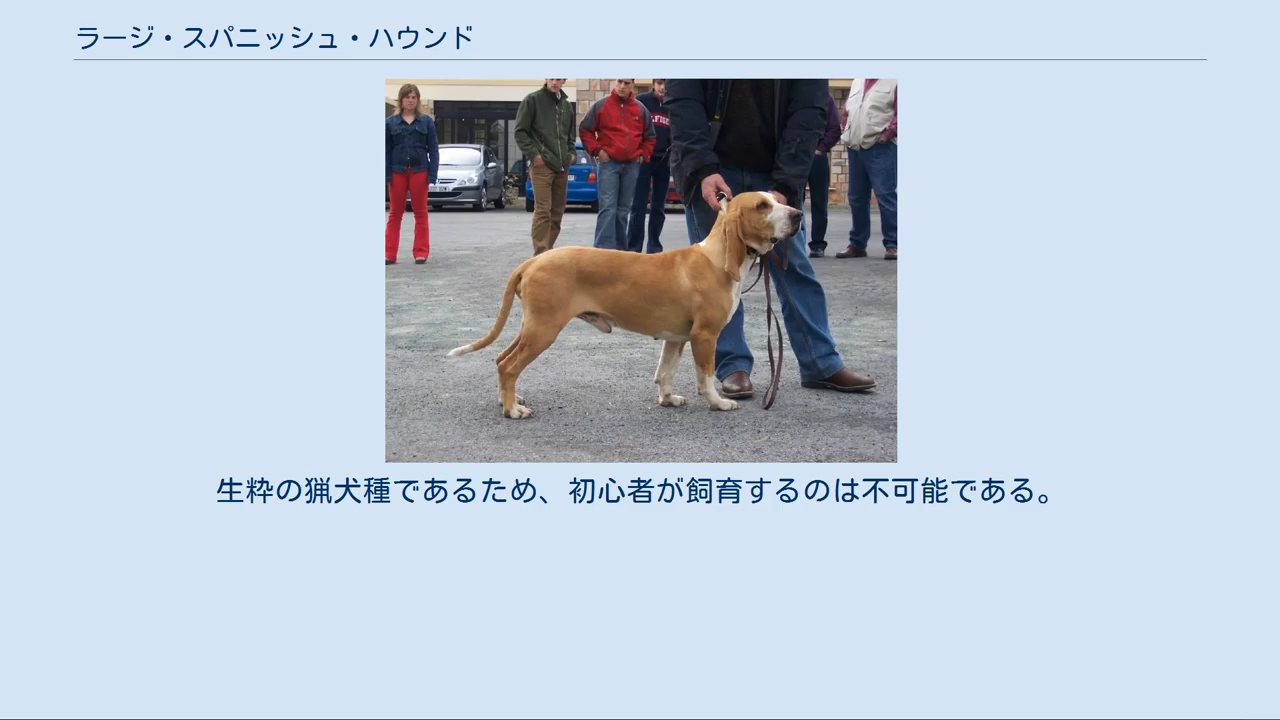 ラージ・スパニッシュ・ハウンド
生粋の猟犬種であるため、初心者が飼育するのは不可能である。